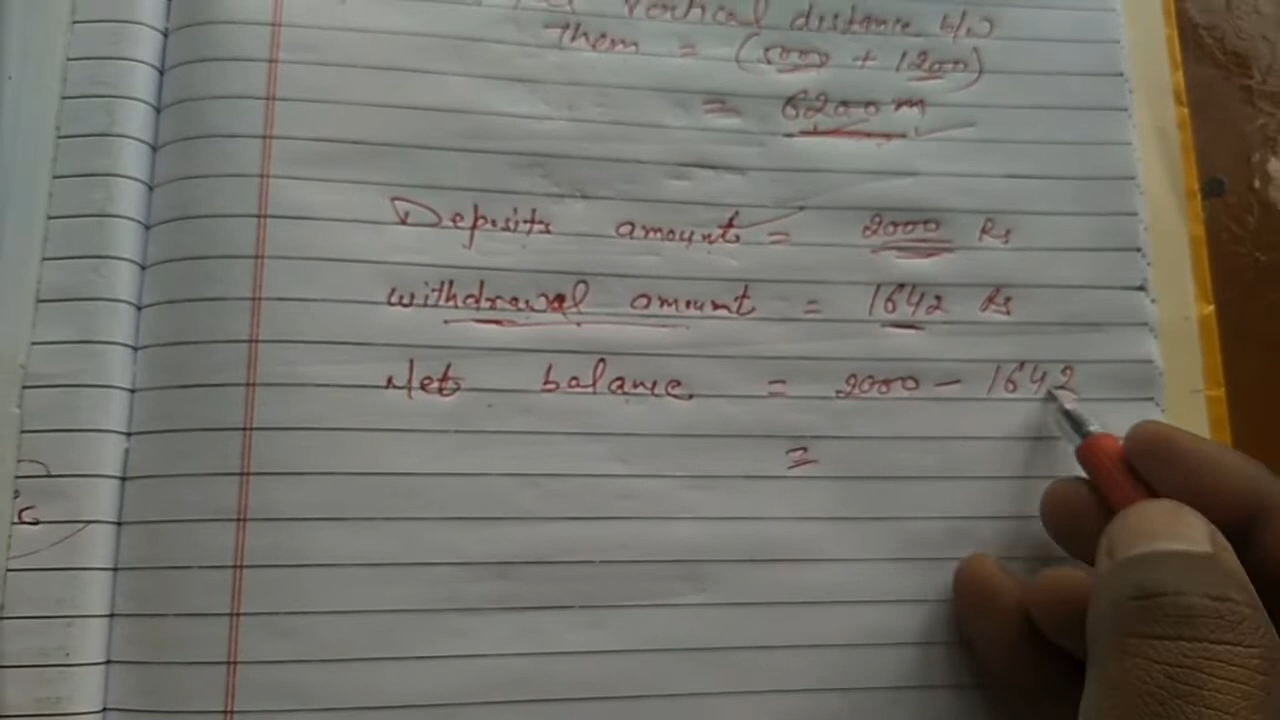 vertical distance b/w
them = (5000 + 1200)
= 6200 m
Deposits amount = 2000 Rs
withdrawal amount = 1642 Rs
Net balance = 2000 - 1642
=